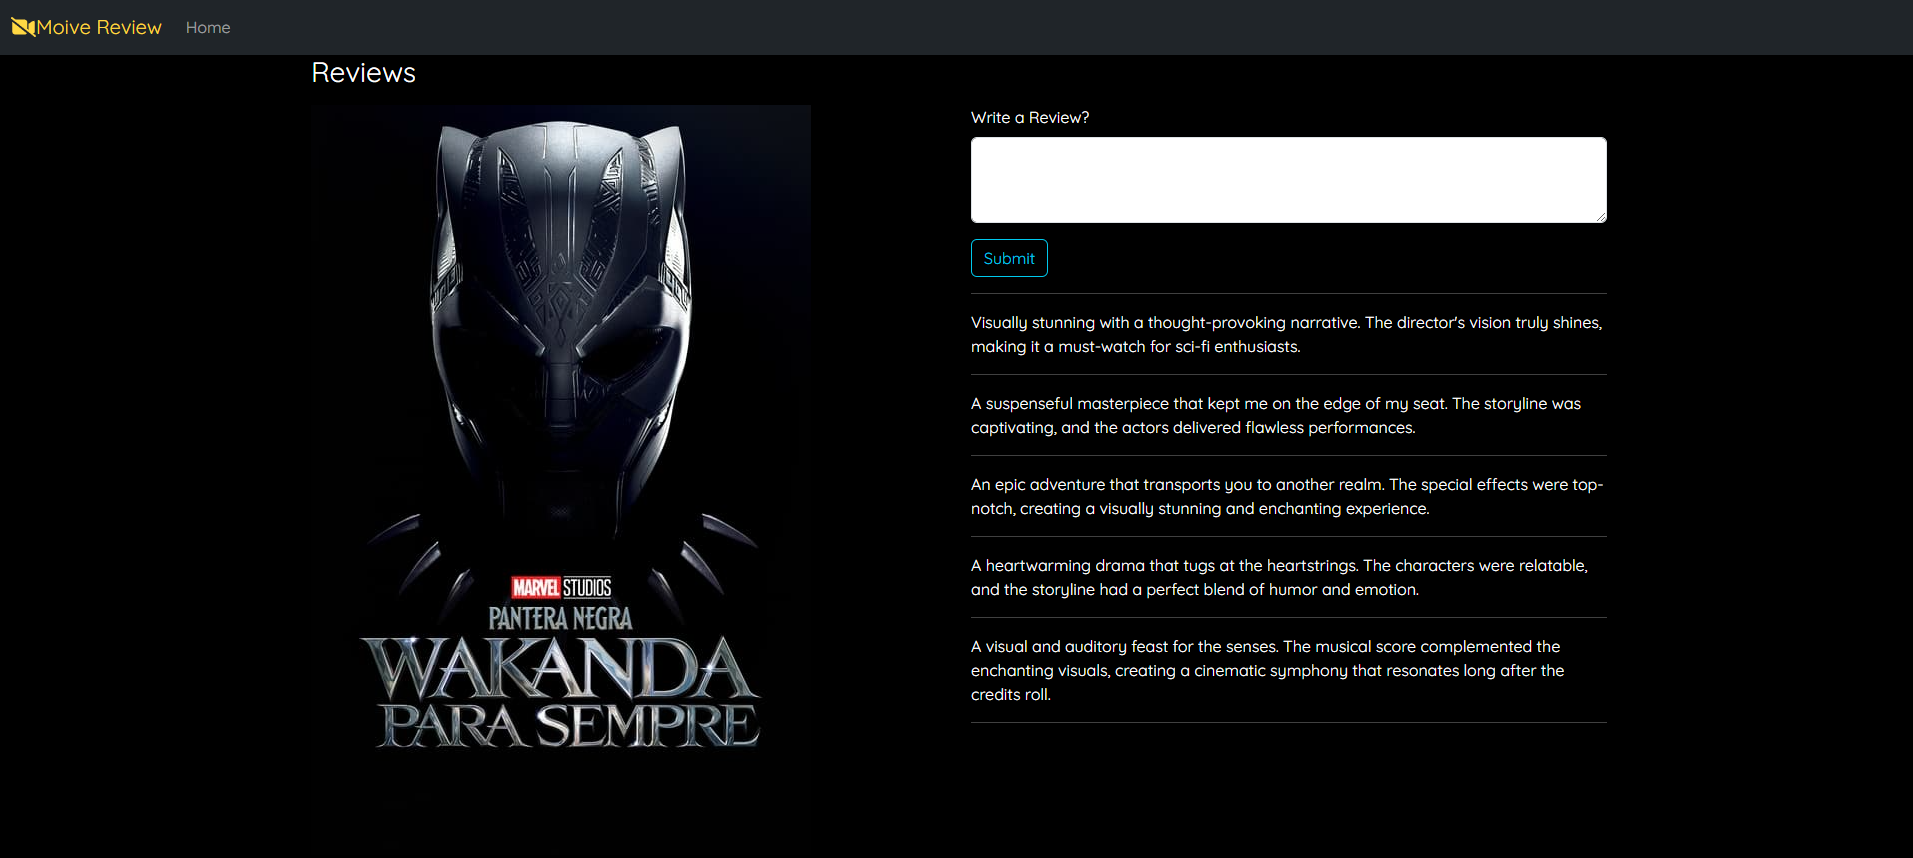 Moive Review
Home
Reviews
MARVEL STUDIOS
PANTERA NEGRA
WAKANDA
PARA SEMPRE
Write a Review?
Submit
Visually stunning with a thought-provoking narrative. The director's vision truly shines,
making it a must-watch for sci-fi enthusiasts.
A suspenseful masterpiece that kept me on the edge of my seat. The storyline was
captivating, and the actors delivered flawless performances.
An epic adventure that transports you to another realm. The special effects were top-
notch, creating a visually stunning and enchanting experience.
A heartwarming drama that tugs at the heartstrings. The characters were relatable,
and the storyline had a perfect blend of humor and emotion.
A visual and auditory feast for the senses. The musical score complemented the
enchanting visuals, creating a cinematic symphony that resonates long after the
credits roll.